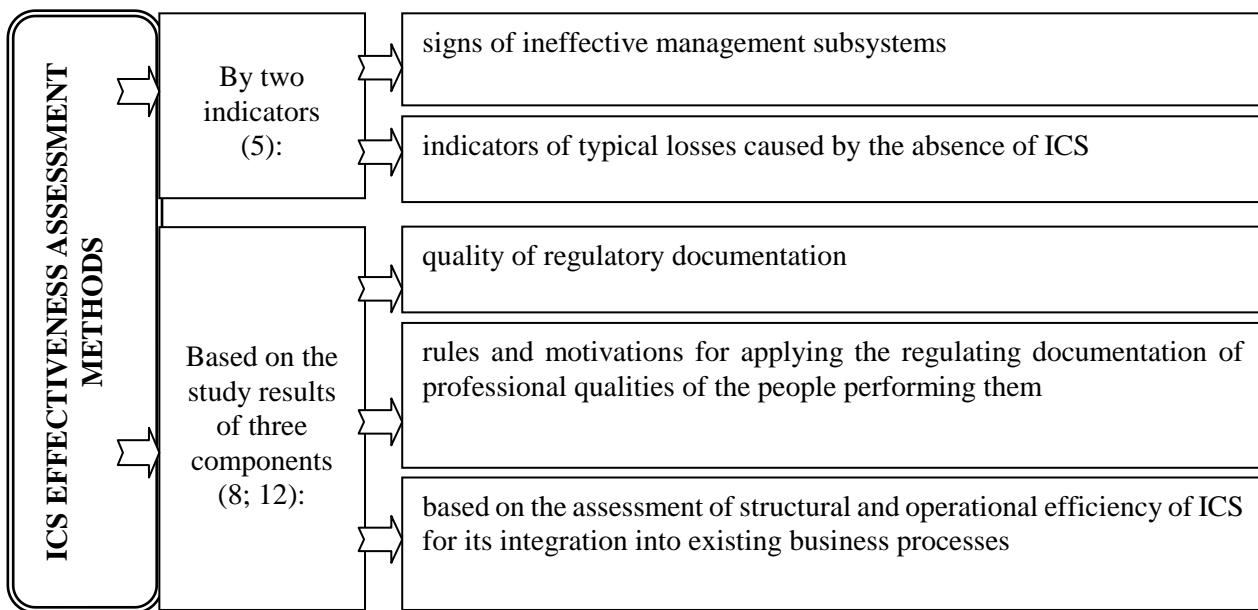 ICS EFFECTIVENESS ASSESSMENT
METHODS
By two
indicators
(5):
signs of ineffective management subsystems
indicators of typical losses caused by the absence of ICS
Based on the
study results
of three
components
(8; 12):
quality of regulatory documentation
rules and motivations for applying the regulating documentation of
professional qualities of the people performing them
based on the assessment of structural and operational efficiency of ICS
for its integration into existing business processes